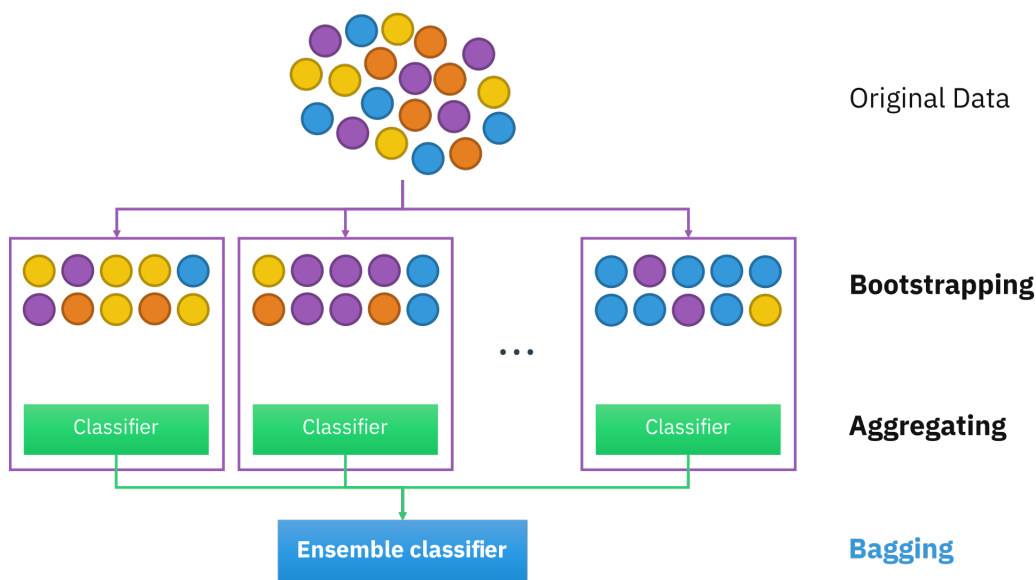 Original Data
Bootstrapping
...
Classifier
Classifier
Classifier
Aggregating
Ensemble classifier
Bagging